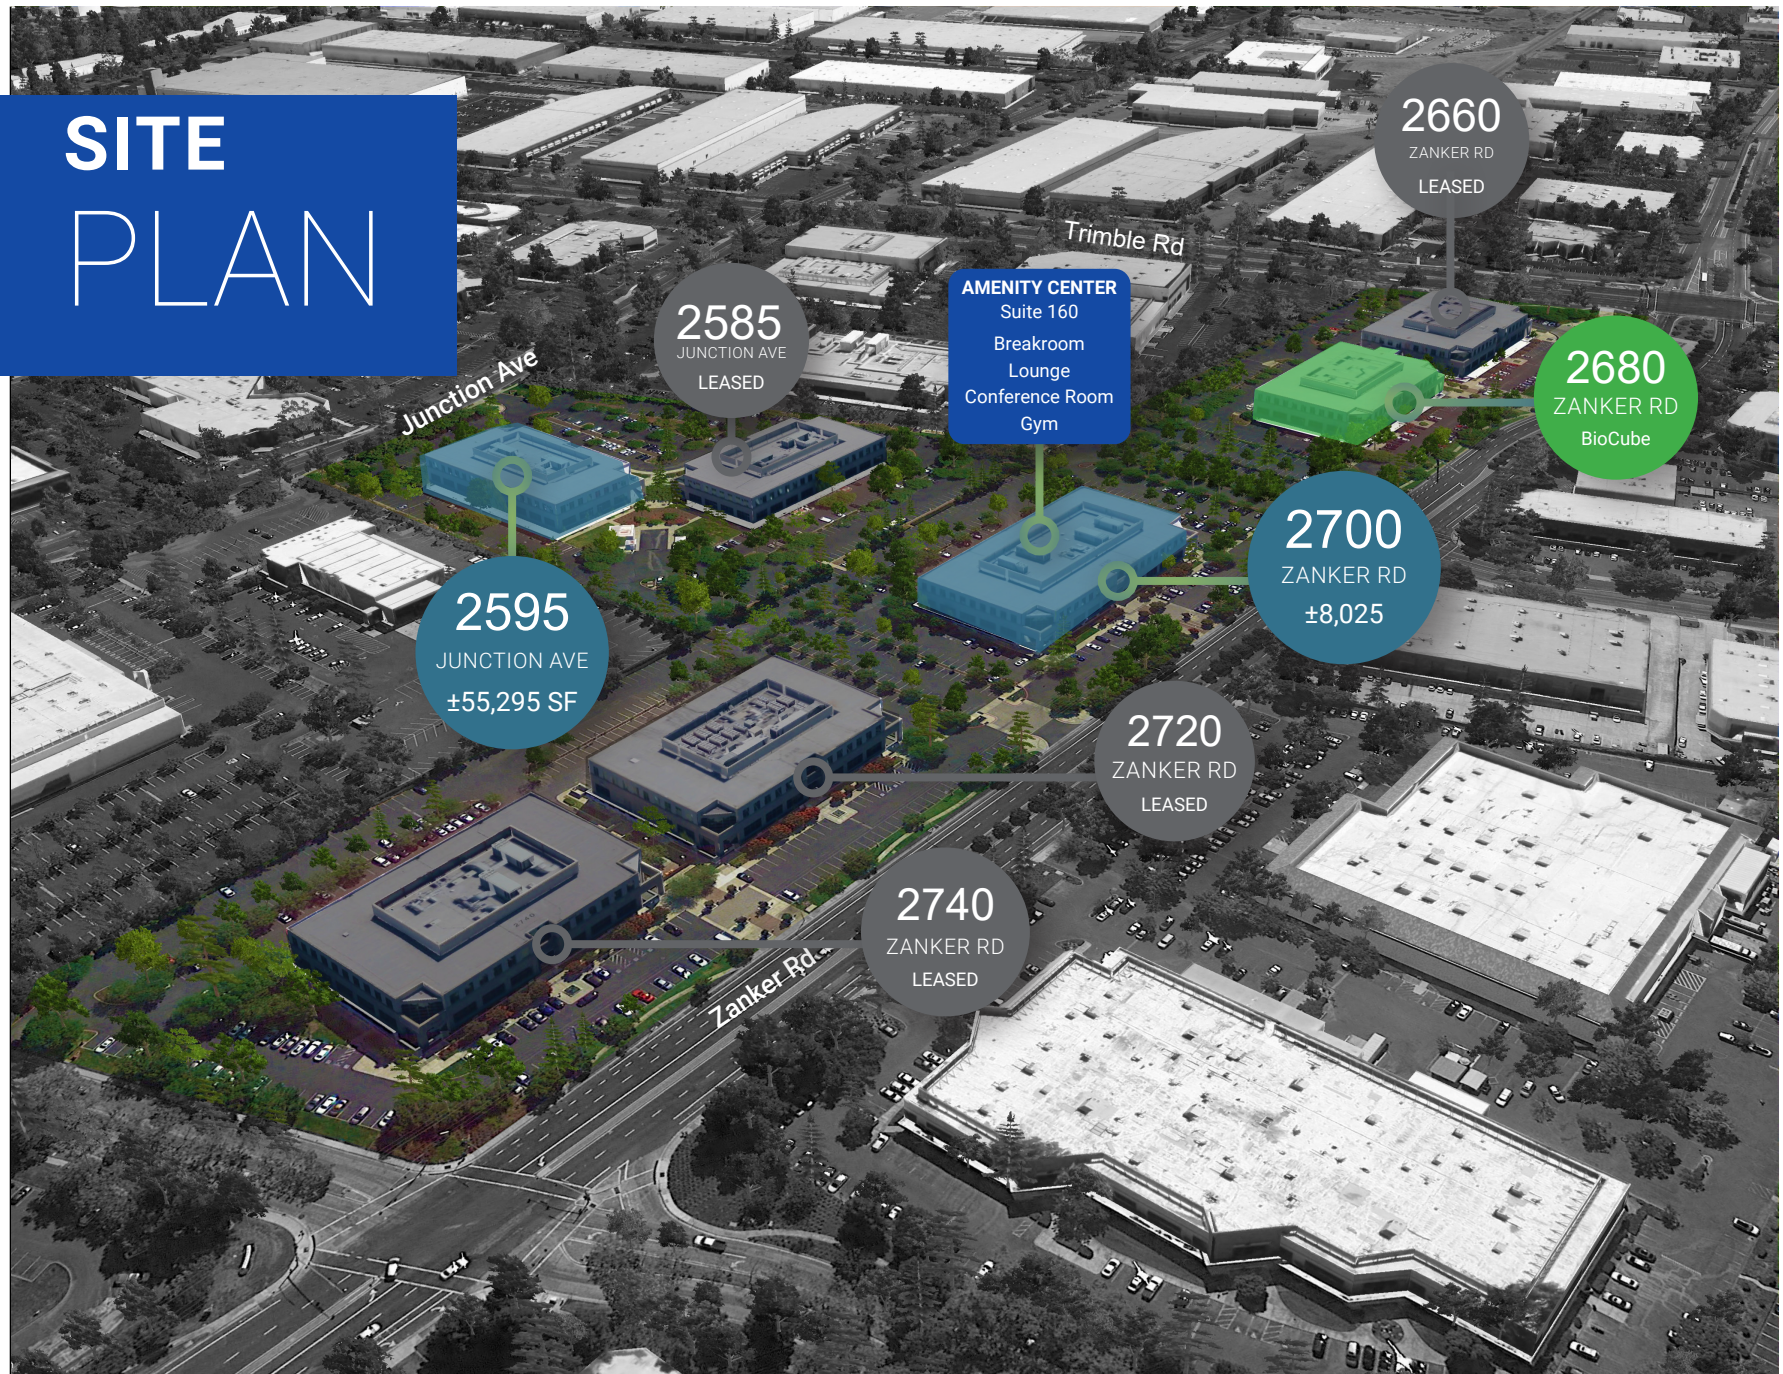 SITE
PLAN
2660
ZANKER RD
LEASED
Trimble Rd
AMENITY CENTER
Suite 160
Breakroom
Lounge
Conference Room
Gym
2585
JUNCTION AVE
LEASED
Junction Ave
2680
ZANKER RD
BioCube
2700
ZANKER RD
±8,025
2595
JUNCTION AVE
±55,295 SF
2720
ZANKER RD
LEASED
2740
ZANKER RD
LEASED
Zanker Rd